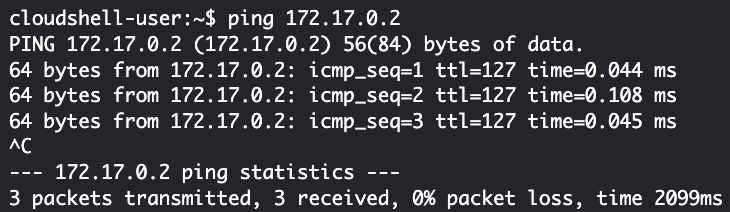 cloudshell-user:~$ ping 172.17.0.2
PING 172.17.0.2 (172.17.0.2) 56(84) bytes of data.
64 bytes from 172.17.0.2: icmp_seq=1 ttl=127 time=0.044 ms
64 bytes from 172.17.0.2: icmp_seq=2 ttl=127 time=0.108 ms
64 bytes from 172.17.0.2: icmp_seq=3 ttl=127 time=0.045 ms
^C
--- 172.17.0.2 ping statistics ---
3 packets transmitted, 3 received, 0% packet loss, time 2099ms